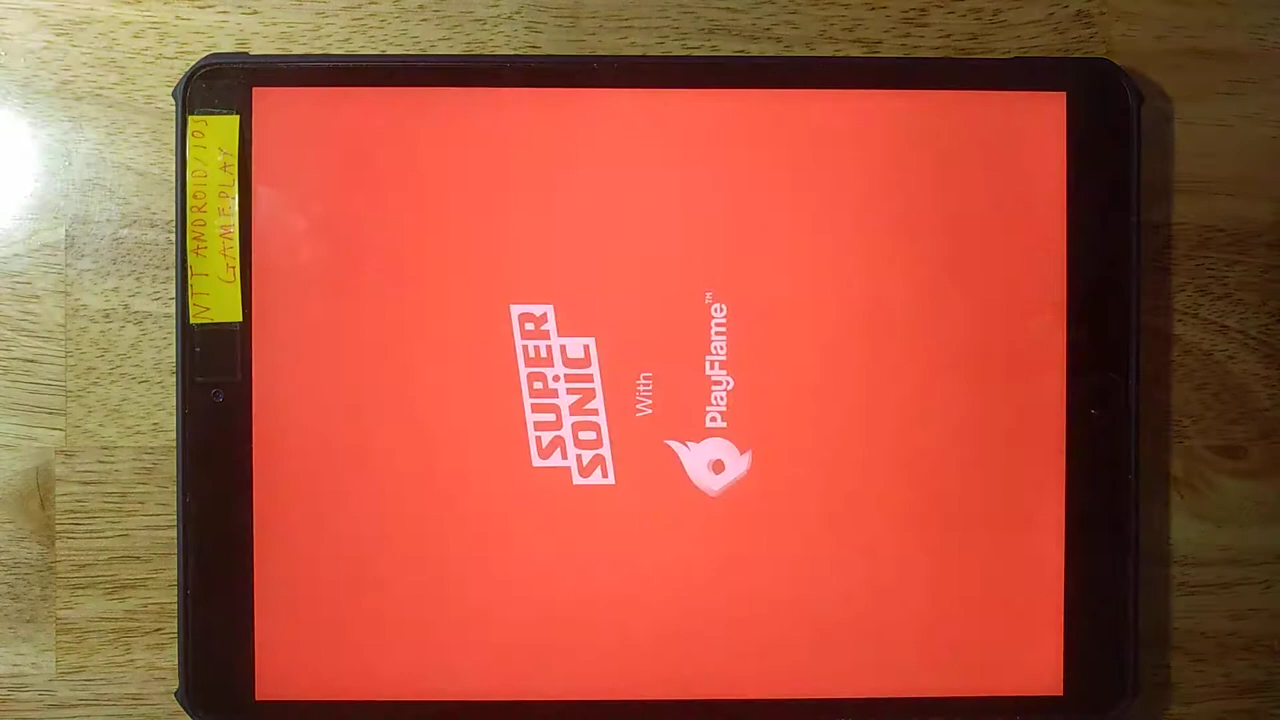 NTT ANDROID/IOS
GAMEPLAY
SUPER
SONiC
With
PlayFlame™